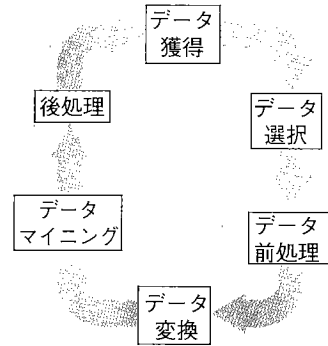 データ
獲得
データ
選択
データ
前処理
データ
変換
データ
マイニング
後処理